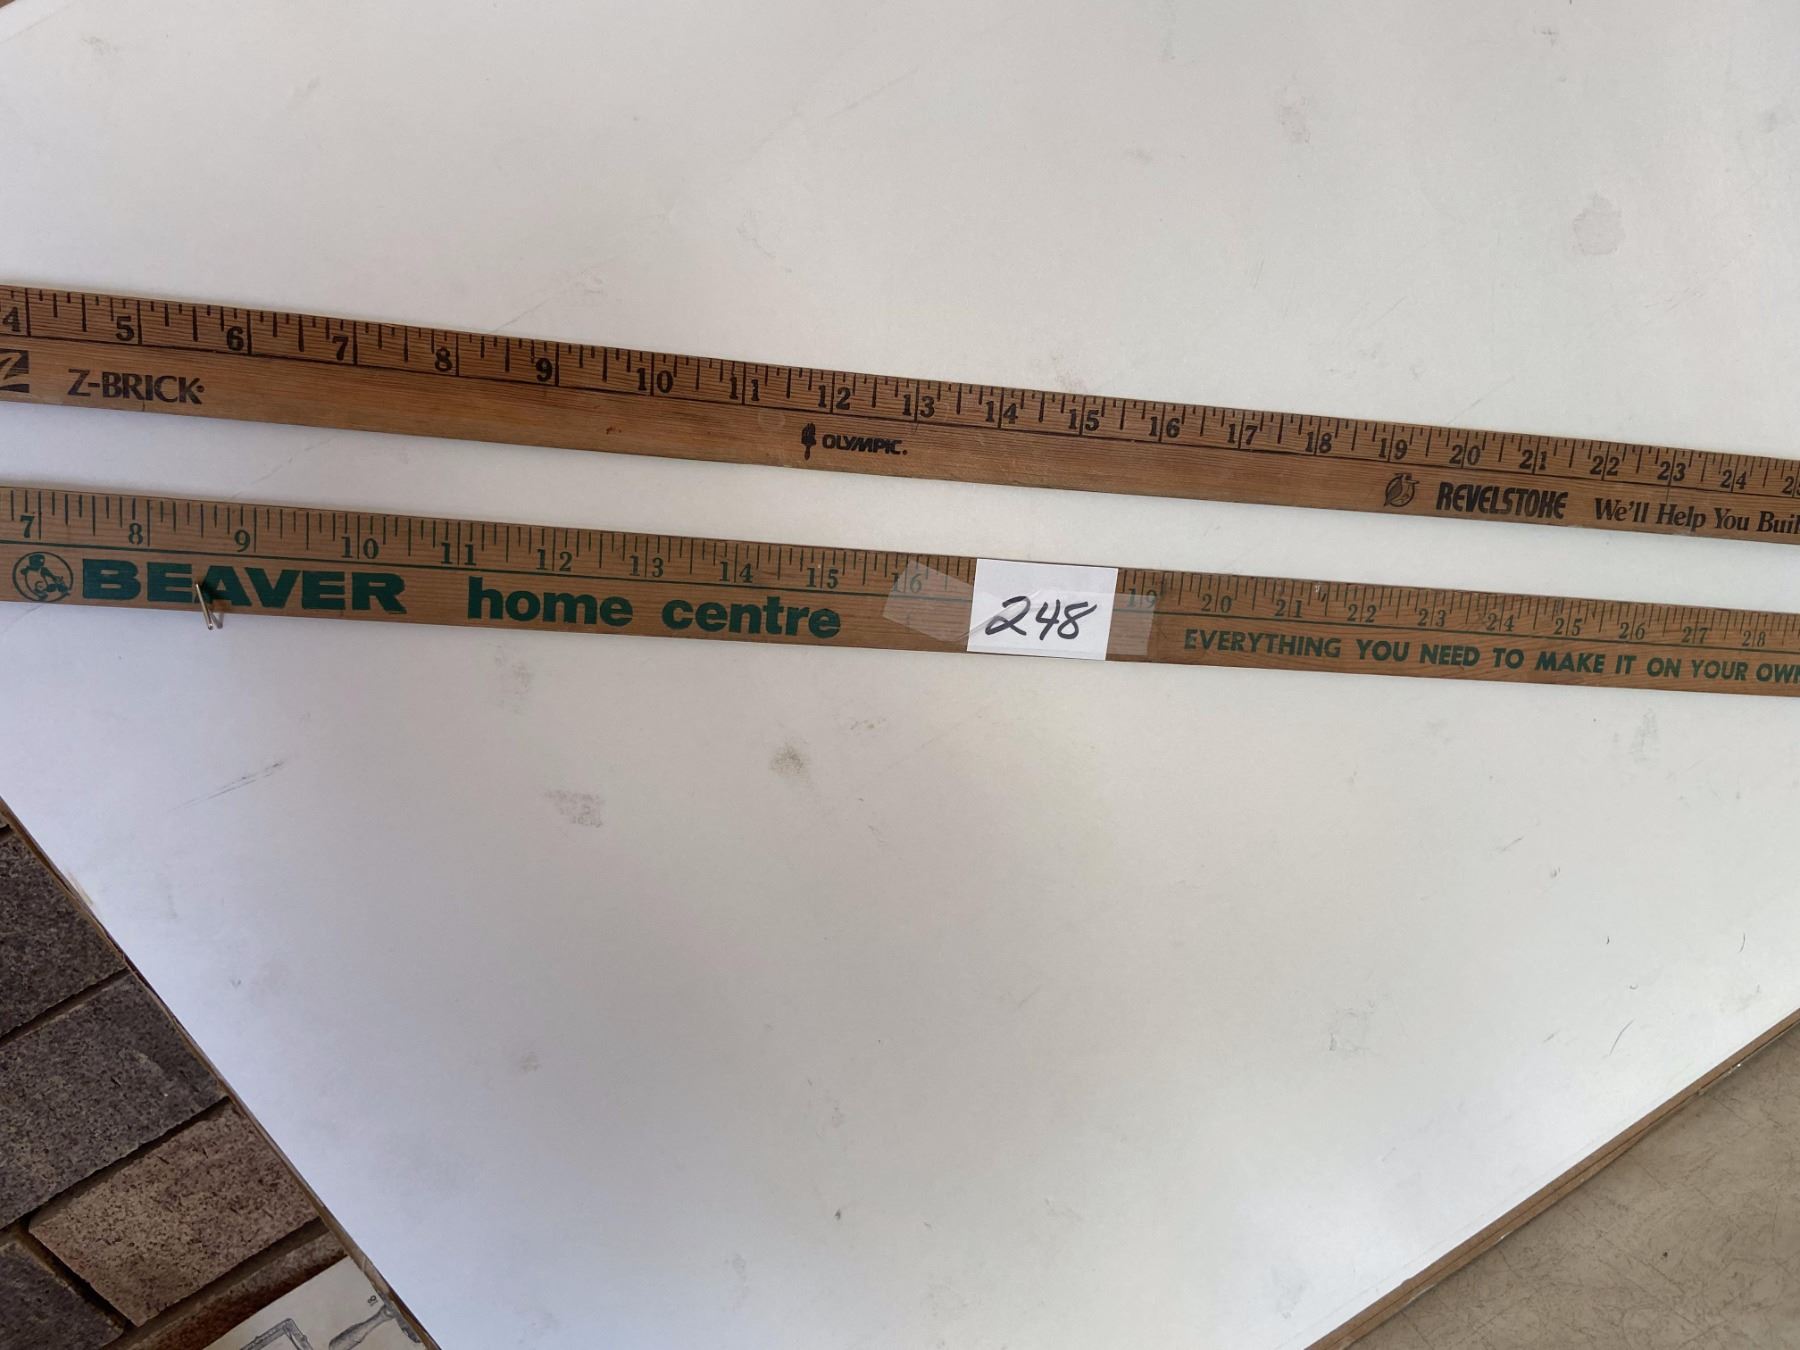 4 5 6 7 8 9 10 11 12 13 14 15 16 17 18 19 20 21 22 23 24
Z-BRICK® OLYMPIC. REVELSTOKE We'll Help You Buil
7 8 9 10 11 12 13 14 15 16 19 20 21 22 23 24 25 26 27 28
BEAVER home centre EVERYTHING YOU NEED TO MAKE IT ON YOUR OWN
248